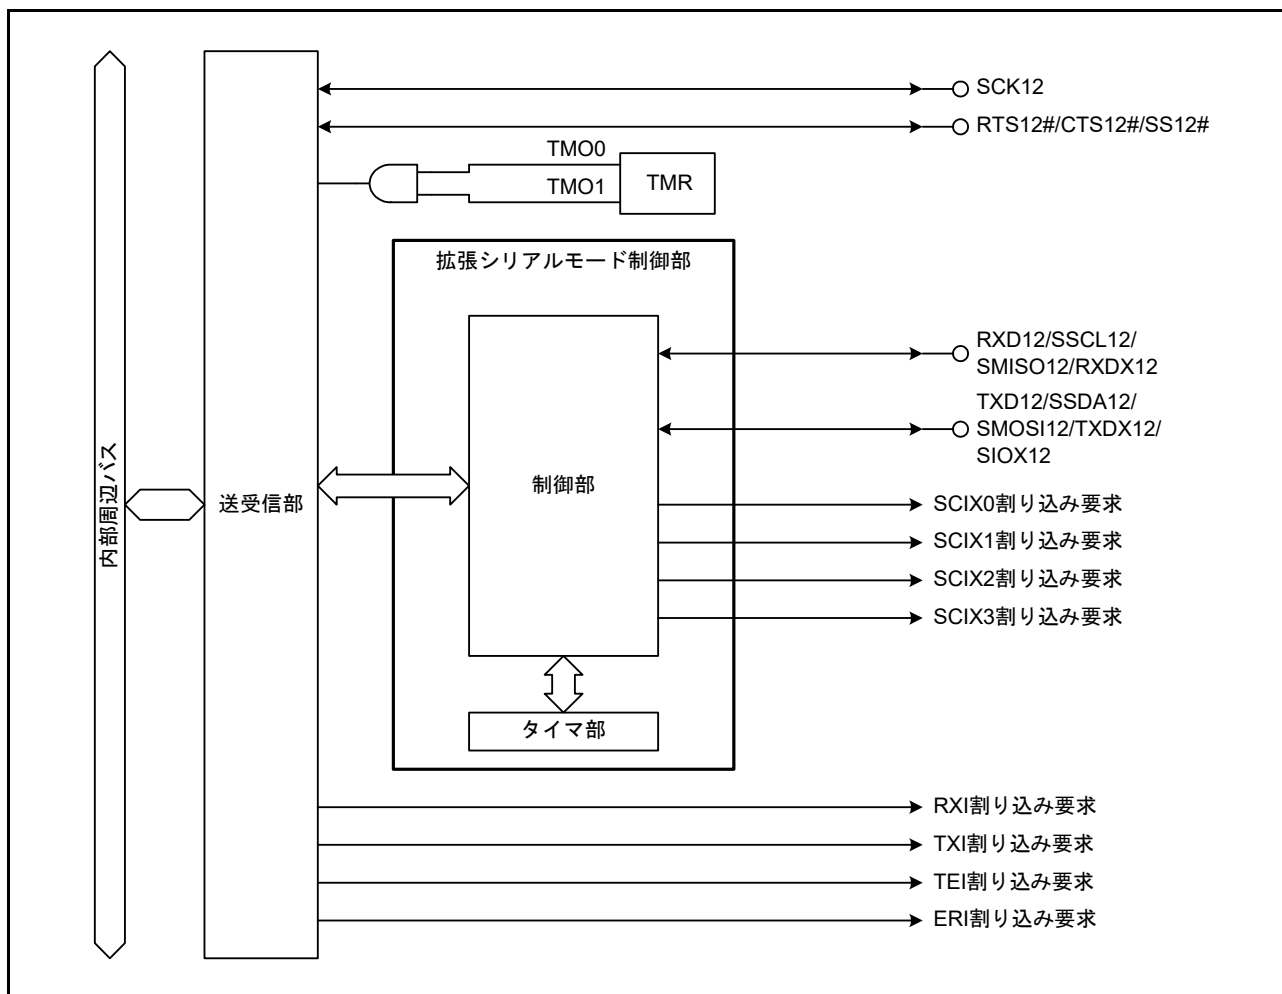 SCK12
RTS12#/CTS12#/SS12#
TMO0
TMO1
TMR
拡張シリアルモード制御部
RXD12/SSCL12/
SMISO12/RXDX12
TXD12/SSDA12/
SMOSI12/TXDX12/
SIOX12
内部周辺バス
送受信部
制御部
SCIX0割り込み要求
SCIX1割り込み要求
SCIX2割り込み要求
SCIX3割り込み要求
タイマ部
RXI割り込み要求
TXI割り込み要求
TEI割り込み要求
ERI割り込み要求